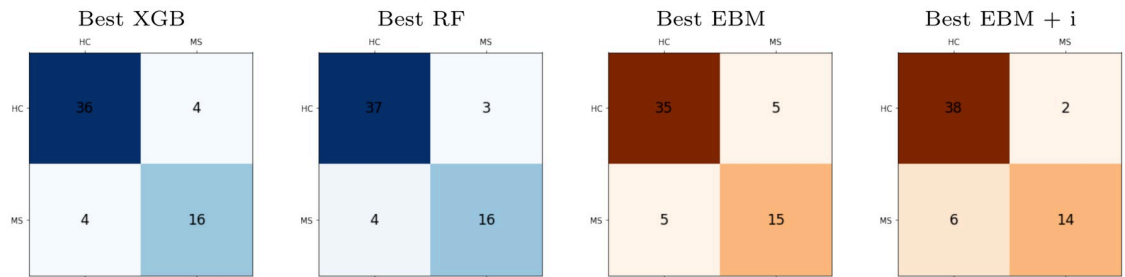 Best XGB
HC MS
HC 36 4
MS 4 16
Best RF
HC MS
HC 37 3
MS 4 16
Best EBM
HC MS
HC 35 5
MS 5 15
Best EBM + i
HC MS
HC 38 2
MS 6 14